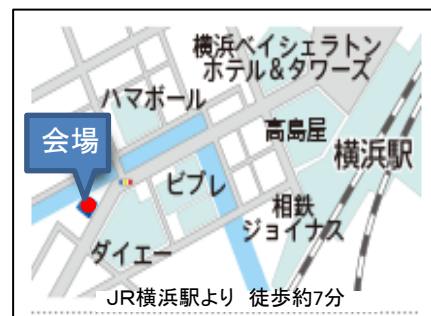 横浜ベイシェラトン
ホテル&タワーズ
ハマボール
高島屋
横浜駅
会場
ビブレ
相鉄
ジョイナス
ダイエー
JR横浜駅より 徒歩約7分